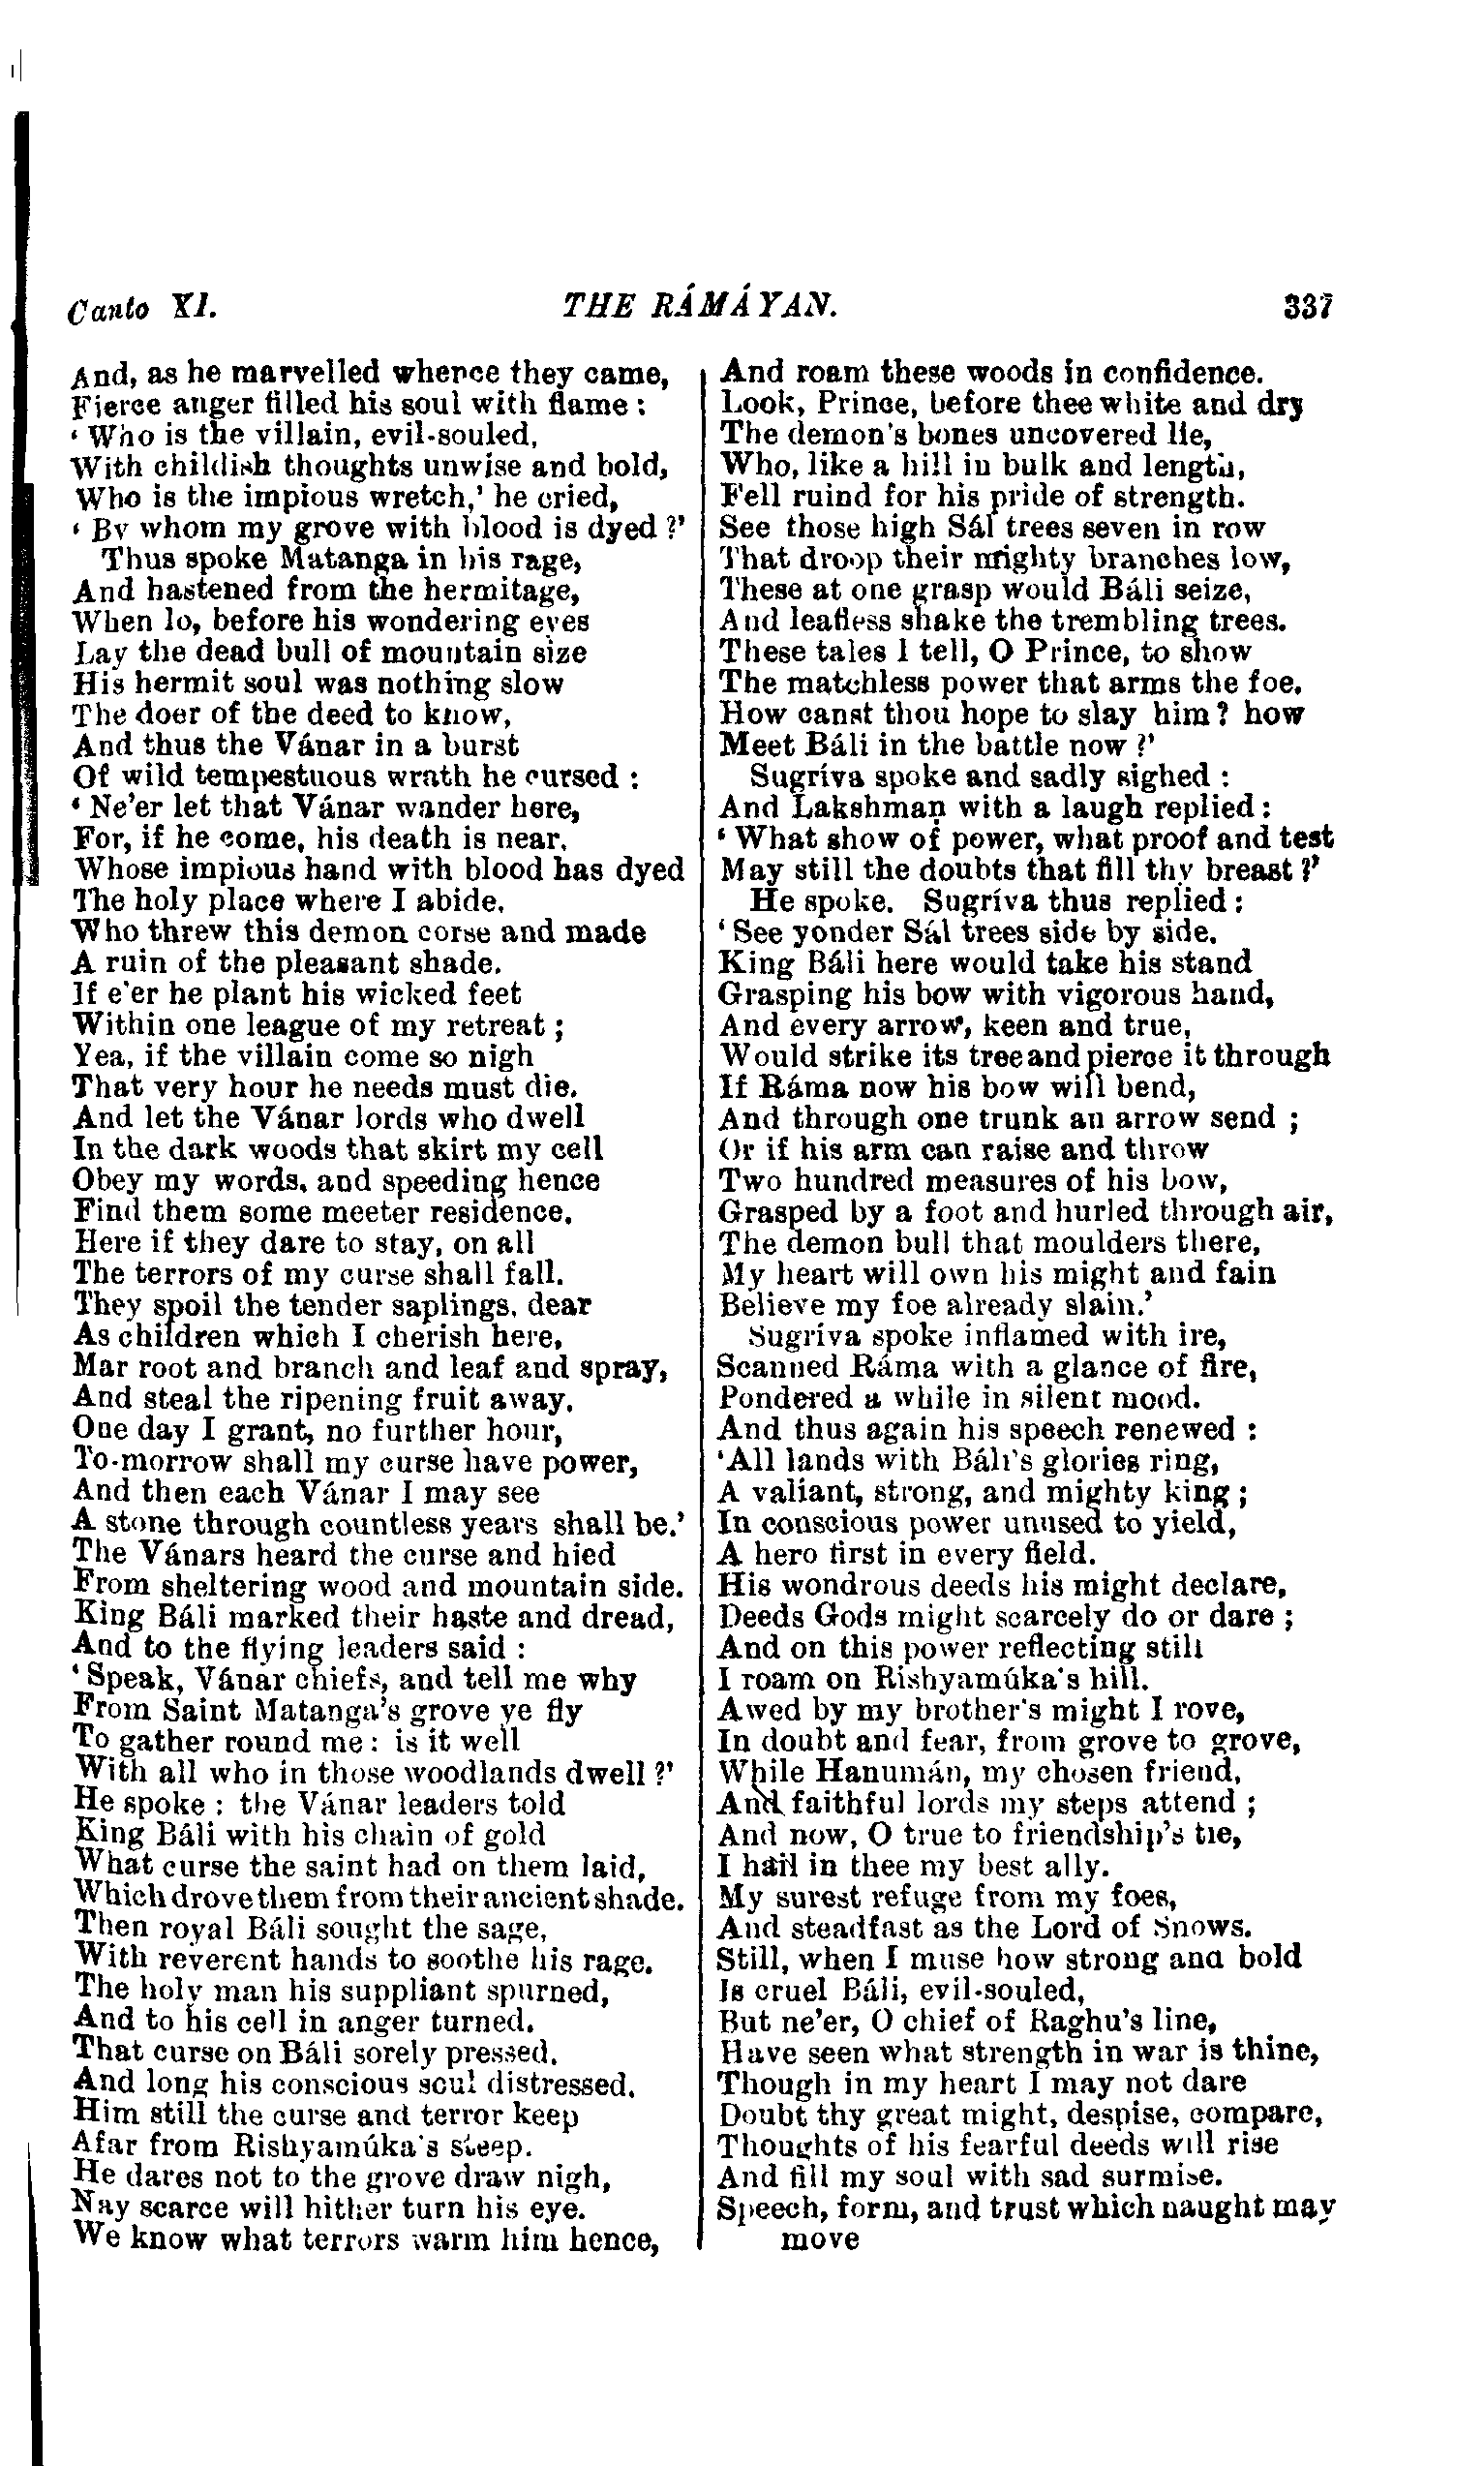 Canto XI. THE RÁMÁYAN. 337
And, as he marvelled whence they came,
Fierce anger filled his soul with flame:
‘ Who is the villain, evil-souled,
With childish thoughts unwise and bold,
Who is the impious wretch,’ he cried,
‘ By whom my grove with blood is dyed ?’
Thus spoke Matanga in his rage,
And hastened from the hermitage,
When lo, before his wondering eyes
Lay the dead bull of mountain size
His hermit soul was nothing slow
The doer of the deed to know,
And thus the Vánar in a burst
Of wild tempestuous wrath he cursed :
‘ Ne'er let that Vánar wander here,
For, if he come, his death is near,
Whose impious hand with blood has dyed
The holy place where I abide,
Who threw this demon corse and made
A ruin of the pleasant shade.
If e'er he plant his wicked feet
Within one league of my retreat ;
Yea, if the villain come so nigh
That very hour he needs must die.
And let the Vánar lords who dwell
In the dark woods that skirt my cell
Obey my words, and speeding hence
Find them some meeter residence.
Here if they dare to stay, on all
The terrors of my curse shall fall.
They spoil the tender saplings, dear
As children which I cherish here,
Mar root and branch and leaf and spray,
And steal the ripening fruit away.
One day I grant, no further hour,
To-morrow shall my curse have power,
And then each Vánar I may see
A stone through countless years shall be.’
The Vánars heard the curse and hied
From sheltering wood and mountain side.
King Báli marked their haste and dread,
And to the flying leaders said :
‘Speak, Vánar chiefs, and tell me why
From Saint Matanga's grove ye fly
To gather round me : is it well
With all who in those woodlands dwell ?’
He spoke : the Vánar leaders told
King Báli with his chain of gold
What curse the saint had on them laid,
Which drove them from their ancient shade.
Then royal Báli sought the sage,
With reverent hands to soothe his rage.
The holy man his suppliant spurned,
And to his cell in anger turned.
That curse on Báli sorely pressed,
And long his conscious soul distressed.
Him still the curse and terror keep
Afar from Rishyamúka's steep.
He dares not to the grove draw nigh,
Nay scarce will hither turn his eye.
We know what terrors warm him hence,
And roam these woods in confidence.
Look, Prince, before thee white and dry
The demon's bones uncovered lie,
Who, like a hill in bulk and length,
Fell ruind for his pride of strength.
See those high Sál trees seven in row
That droop their mighty branches low,
These at one grasp would Báli seize,
And leafless shake the trembling trees.
These tales I tell, O Prince, to show
The matchless power that arms the foe.
How canst thou hope to slay him ? how
Meet Báli in the battle now ?’
Sugríva spoke and sadly sighed :
And Lakshmaṇ with a laugh replied :
‘ What show of power, what proof and test
May still the doubts that fill thy breast ?’
He spoke. Sugríva thus replied :
‘ See yonder Sál trees side by side.
King Báli here would take his stand
Grasping his bow with vigorous hand,
And every arrow, keen and true,
Would strike its tree and pierce it through
If Ráma now his bow will bend,
And through one trunk an arrow send ;
Or if his arm can raise and throw
Two hundred measures of his bow,
Grasped by a foot and hurled through air,
The demon bull that moulders there,
My heart will own his might and fain
Believe my foe already slain.’
Sugríva spoke inflamed with ire,
Scanned Ráma with a glance of fire,
Pondered a while in silent mood.
And thus again his speech renewed :
‘All lands with Báli's glories ring,
A valiant, strong, and mighty king ;
In conscious power unused to yield,
A hero first in every field.
His wondrous deeds his might declare,
Deeds Gods might scarcely do or dare ;
And on this power reflecting still
I roam on Rishyamúka's hill.
Awed by my brother's might I rove,
In doubt and fear, from grove to grove,
While Hanumán, my chosen friend,
And faithful lords my steps attend ;
And now, O true to friendship's tie,
I hail in thee my best ally.
My surest refuge from my foes,
And steadfast as the Lord of Snows.
Still, when I muse how strong and bold
Is cruel Báli, evil-souled,
But ne'er, O chief of Raghu's line,
Have seen what strength in war is thine,
Though in my heart I may not dare
Doubt thy great might, despise, compare,
Thoughts of his fearful deeds will rise
And fill my soul with sad surmise.
Speech, form, and trust which naught may
move